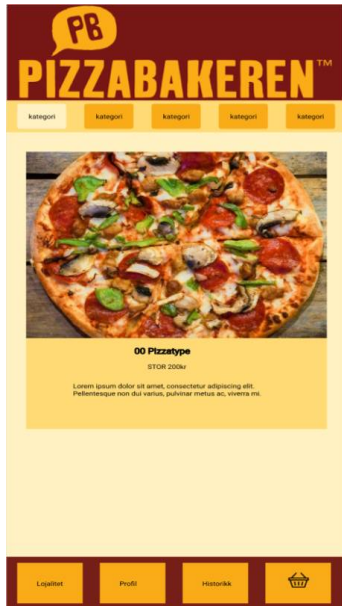 PB
PIZZABAKEREN™
kategori kategori kategori kategori kategori
00 Pizzatype
STOR 200kr
Lorem ipsum dolor sit amet, consectetur adipiscing elit.
Pellentesque non dui varius, pulvinar metus ac, viverra mi.
Lojalitet Profil Historikk